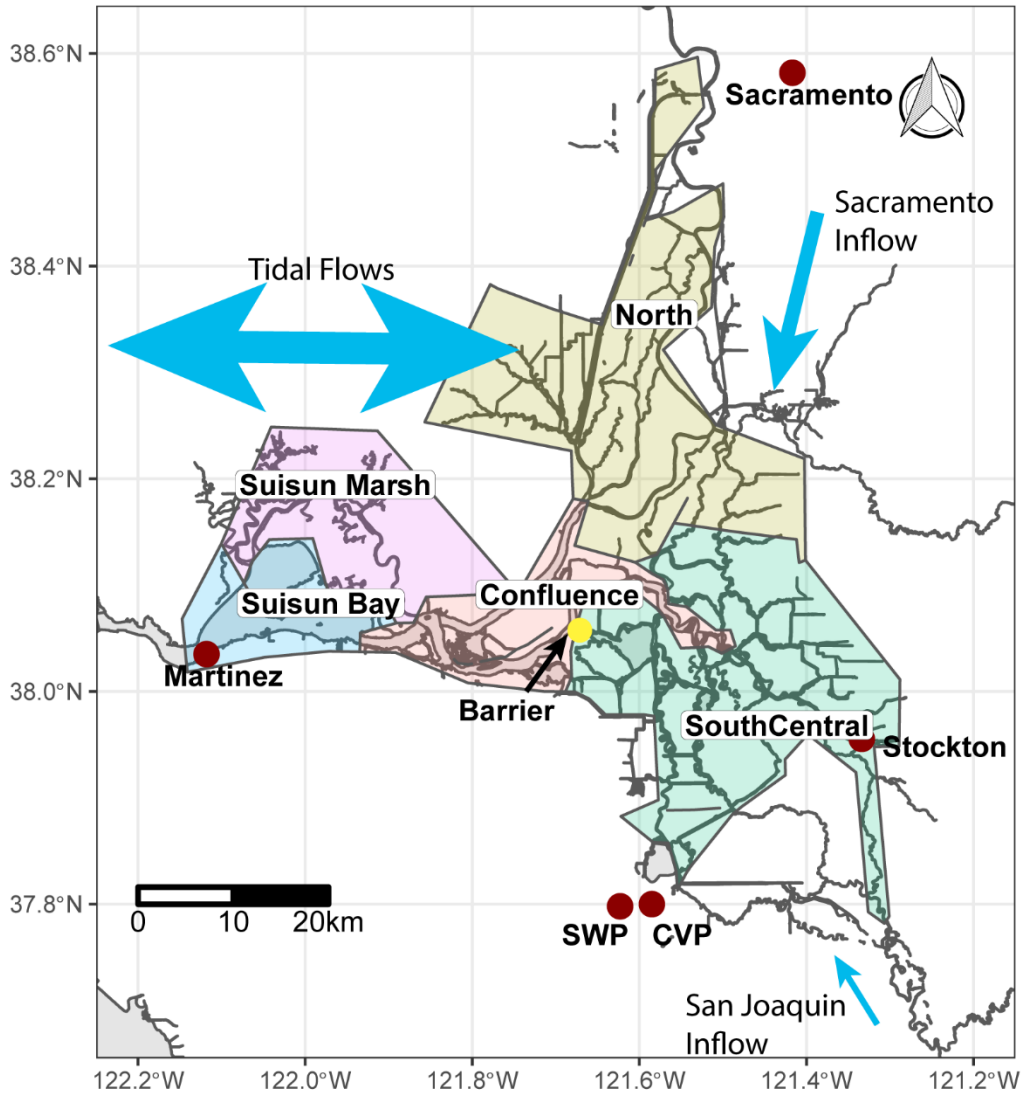 38.6°N
Sacramento
Sacramento
Inflow
38.4°N
Tidal Flows
North
38.2°N
Suisun Marsh
Confluence
Suisun Bay
Martinez
38.0°N
Barrier
SouthCentral
Stockton
37.8°N
0 10 20km
SWP CVP
San Joaquin
Inflow
122.2°W 122.0°W 121.8°W 121.6°W 121.4°W 121.2°W